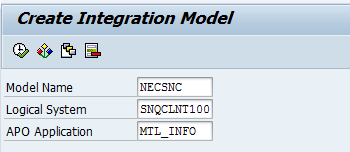 Create Integration Model
Model Name NECSNC
Logical System SNQCLNT100
APO Application MTL_INFO